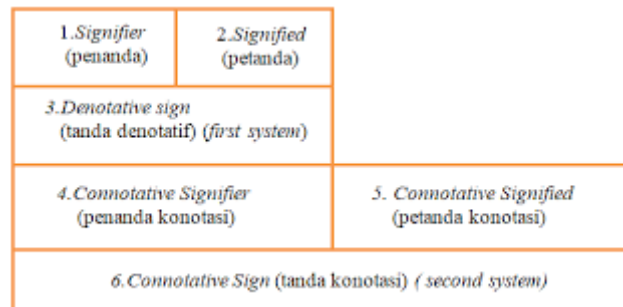 1.Signifier
(penanda)
2.Signified
(petanda)
3.Denotative sign
(tanda denotatif) (first system)
4.Connotative Signifier
(penanda konotasi)
5. Connotative Signified
(petanda konotasi)
6.Connotative Sign (tanda konotasi) ( second system)